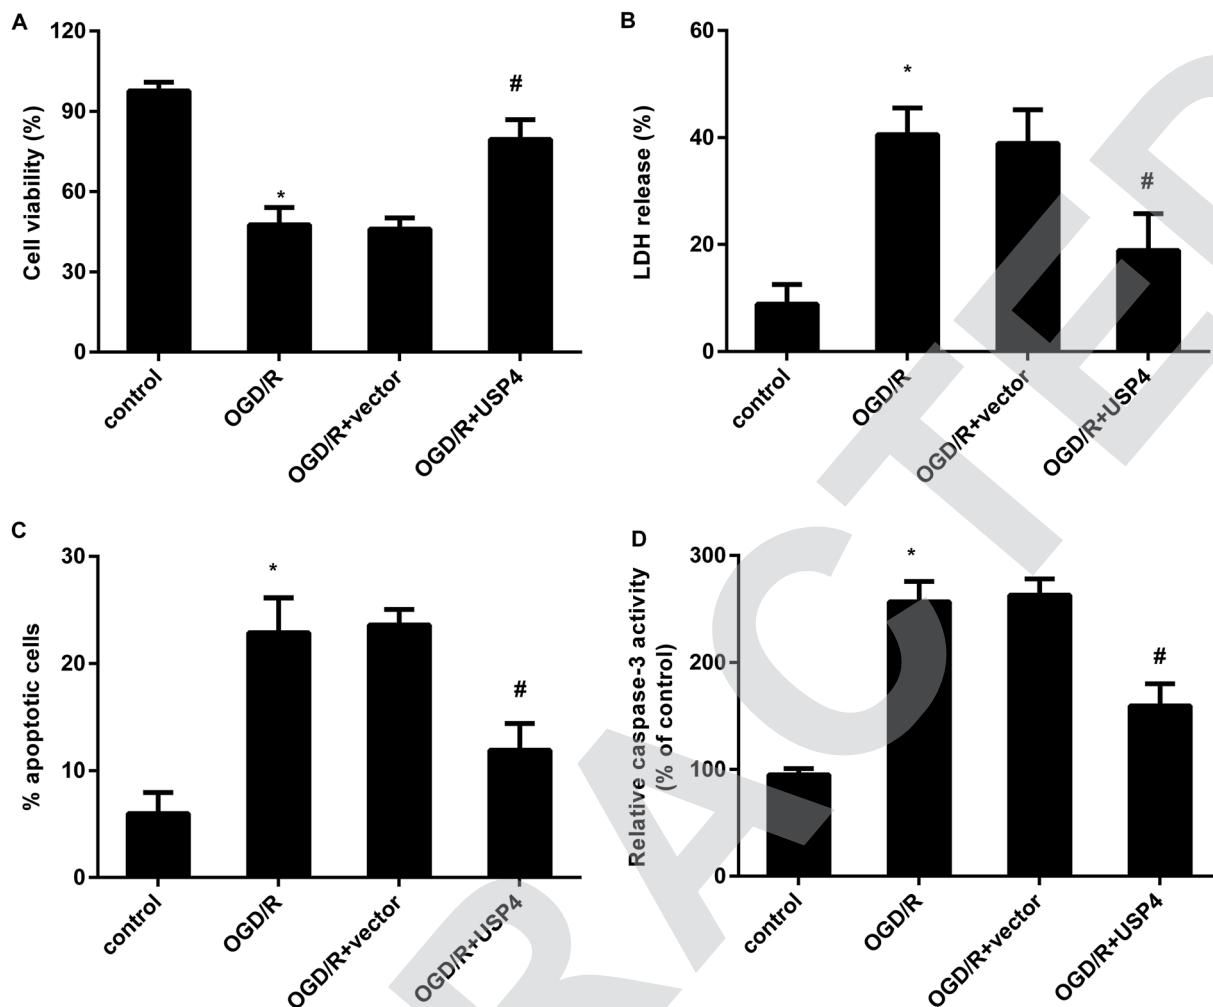 A
Cell viability (%)
120
90
60
30
0
*
#
control
OGD/R
OGD/R+vector
OGD/R+USP4
B
LDH release (%)
60
40
20
0
*
#
control
OGD/R
OGD/R+vector
OGD/R+USP4
C
% apoptotic cells
30
20
10
0
*
#
control
OGD/R
OGD/R+vector
OGD/R+USP4
D
Relative caspase-3 activity
(% of control)
300
200
100
0
*
#
control
OGD/R
OGD/R+vector
OGD/R+USP4
RACTED